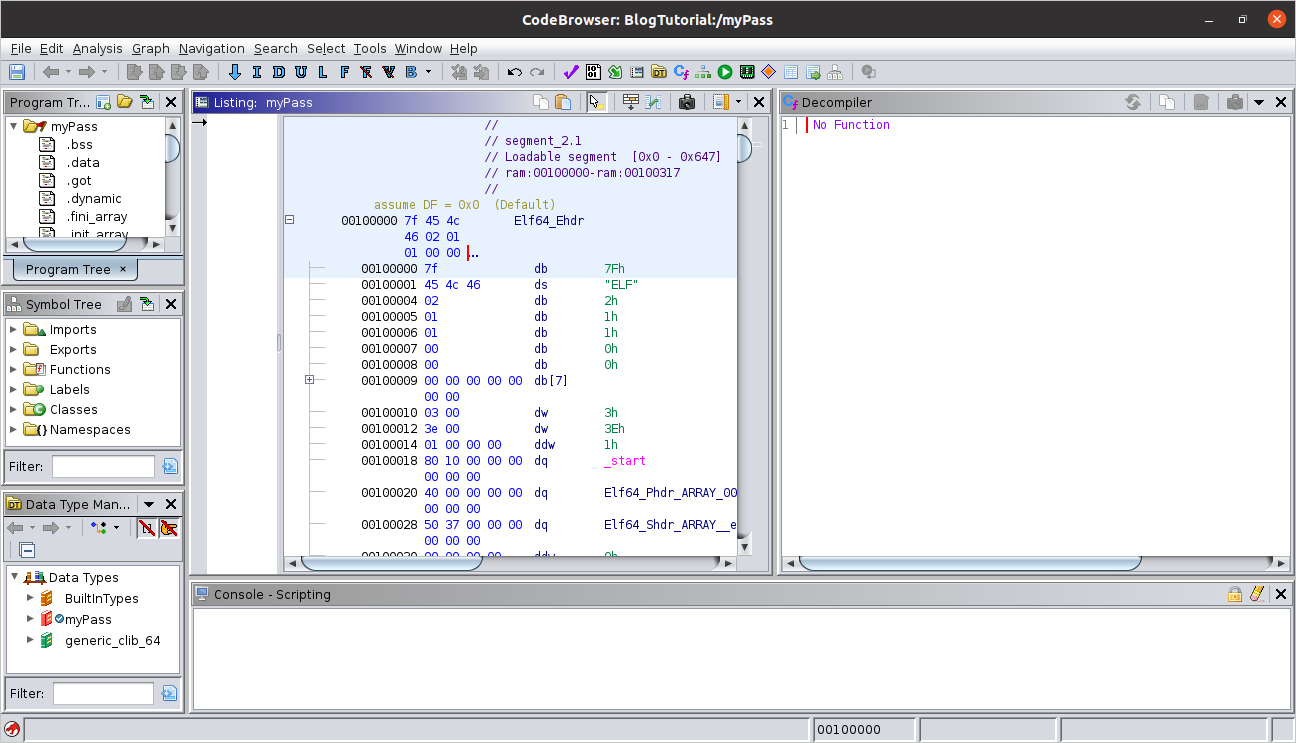 CodeBrowser: BlogTutorial:/myPass
File Edit Analysis Graph Navigation Search Select Tools Window Help
I D U L F F V B
Program Tr...
myPass
.bss
.data
.got
.dynamic
.fini_array
.init_array
Program Tree ×
Symbol Tree
Imports
Exports
Functions
Labels
Classes
Namespaces
Filter:
Data Type Man...
Data Types
BuiltInTypes
myPass
generic_clib_64
Filter:
Listing: myPass
//
// segment_2.1
// Loadable segment [0x0 - 0x647]
// ram:00100000-ram:00100317
//
assume DF = 0x0 (Default)
00100000 7f 45 4c Elf64_Ehdr
46 02 01
01 00 00 ...
00100000 7f db 7Fh
00100001 45 4c 46 ds "ELF"
00100004 02 db 2h
00100005 01 db 1h
00100006 01 db 1h
00100007 00 db 0h
00100008 00 db 0h
00100009 00 00 00 00 00 db[7]
00 00
00100010 03 00 dw 3h
00100012 3e 00 dw 3Eh
00100014 01 00 00 00 ddw 1h
00100018 80 10 00 00 00 dq _start
00 00 00
00100020 40 00 00 00 00 dq Elf64_Phdr_ARRAY_00
00 00 00
00100028 50 37 00 00 00 dq Elf64_Shdr_ARRAY__e
00 00 00
00100030 00 00 00 00 ddw 0h
Decompiler
1 No Function
Console - Scripting
00100000